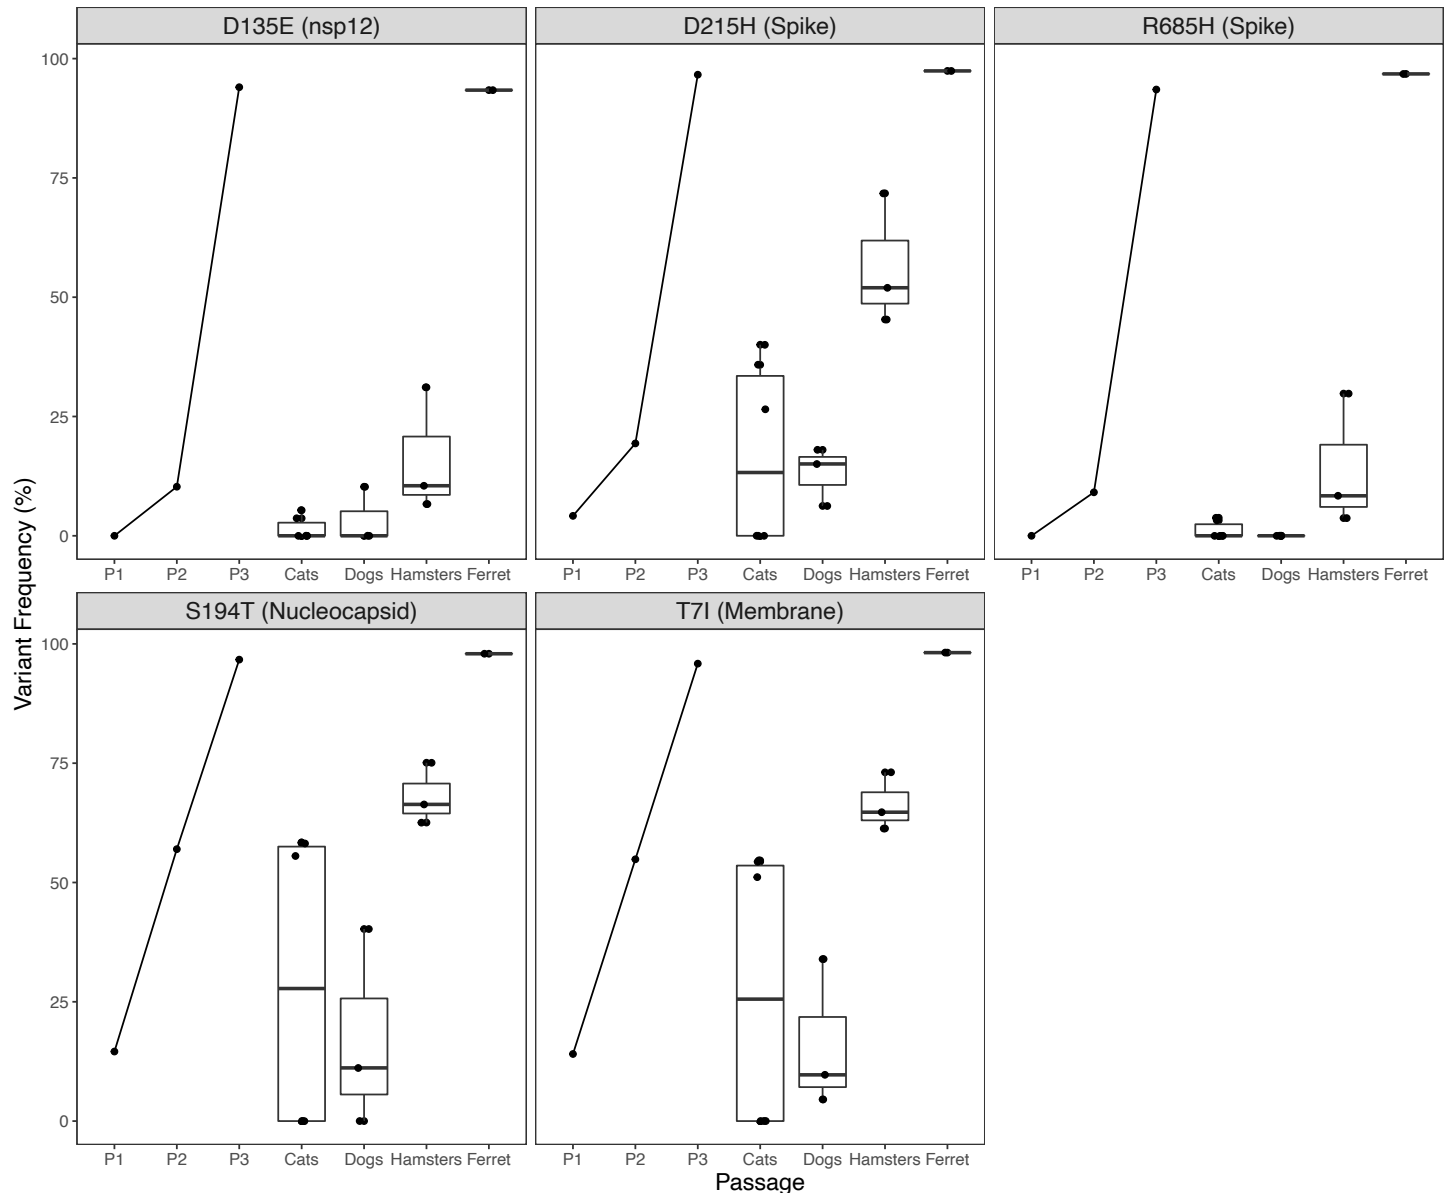 D135E (nsp12) D215H (Spike) R685H (Spike)
100
75
50
25
0
P1 P2 P3 Cats Dogs Hamsters Ferret P1 P2 P3 Cats Dogs Hamsters Ferret P1 P2 P3 Cats Dogs Hamsters Ferret
Variant Frequency (%)
S194T (Nucleocapsid) T7I (Membrane)
100
75
50
25
0
P1 P2 P3 Cats Dogs Hamsters Ferret P1 P2 P3 Cats Dogs Hamsters Ferret
Passage